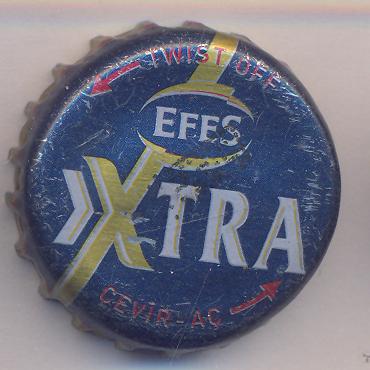 TWIST OFF
EFES
XTRA
ÇEVİR-AÇ